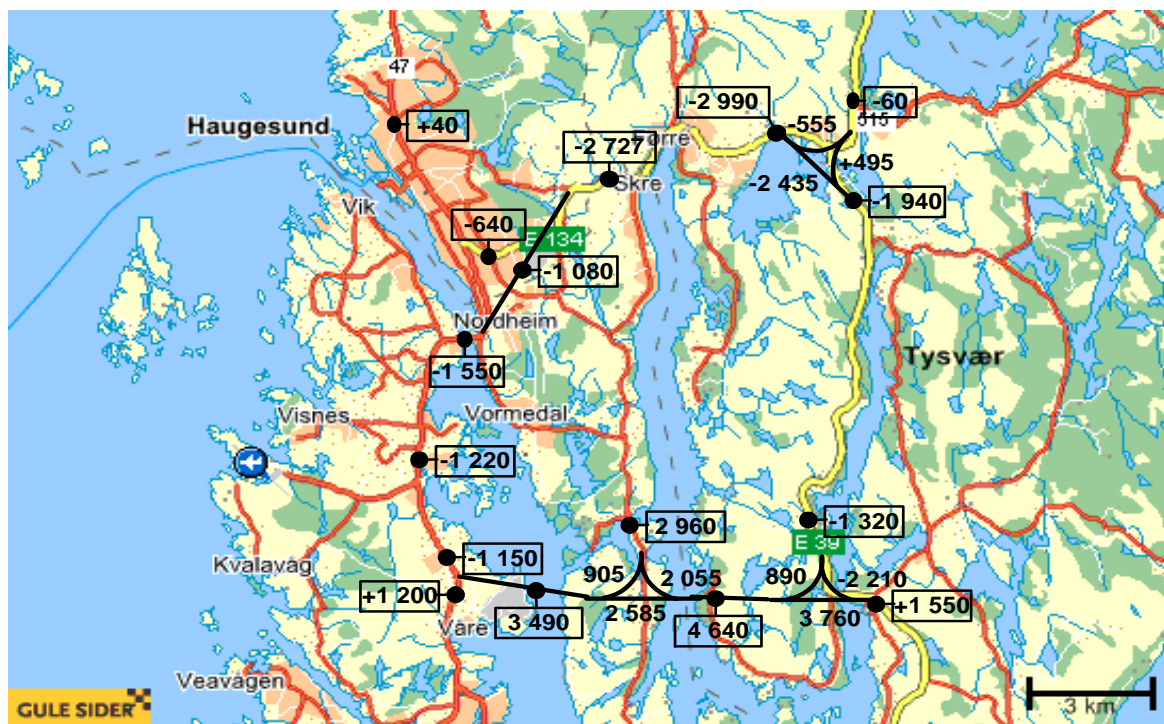 47
-2 990
-60
Haugesund
+40
-555
315
Førre
-2 727
+495
Skre
-2 435
-1 940
Vik
-640
E 134
-1 080
Nordheim
Tysvær
-1 550
Visnes
Vormedal
-1 220
2 960
-1 320
E 39
-1 150
Kvalavåg
905
2 055
890
-2 210
+1 200
3 490
2 585
3 760
+1 550
Våre
4 640
Veavågen
3 km
GULE SIDER